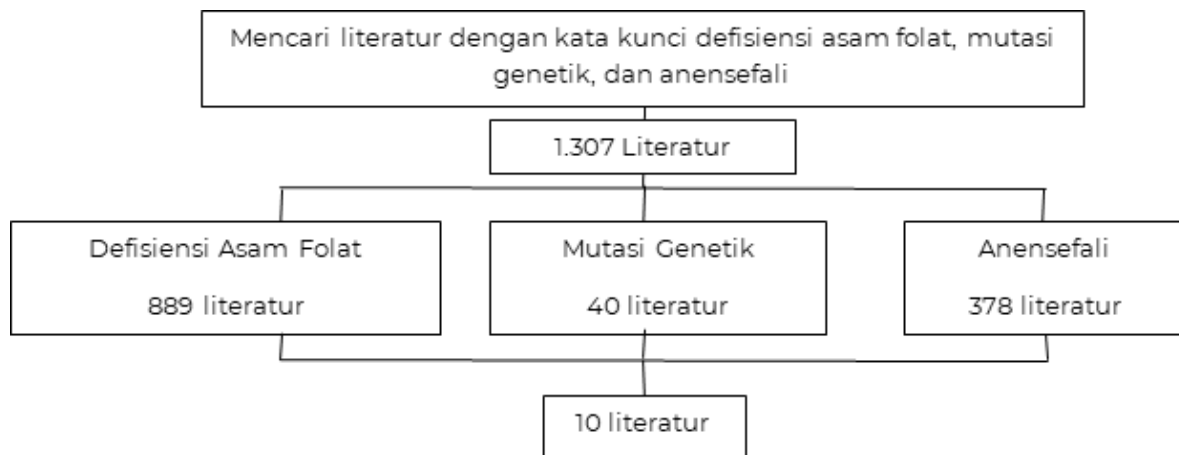 Mencari literatur dengan kata kunci defisiensi asam folat, mutasi
genetik, dan anensefali
1.307 Literatur
Defisiensi Asam Folat
889 literatur
Mutasi Genetik
40 literatur
Anensefali
378 literatur
10 literatur